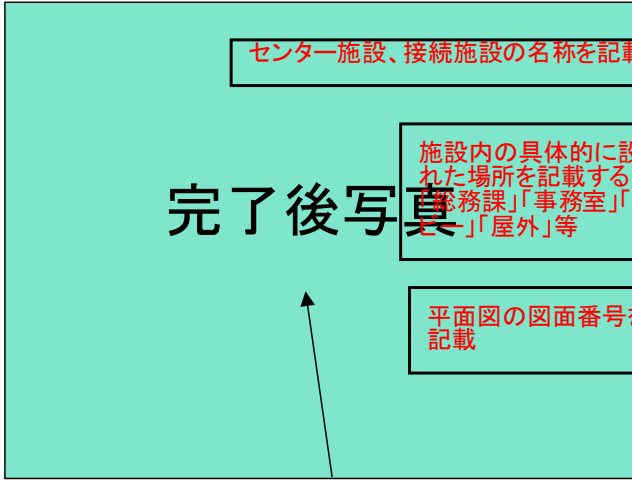 センター施設、接続施設の名称を記
施設内の具体的に設
れた場所を記載する
「総務課」「事務室」「
ビー」「屋外」等
完了後写真
平面図の図面番号を
記載